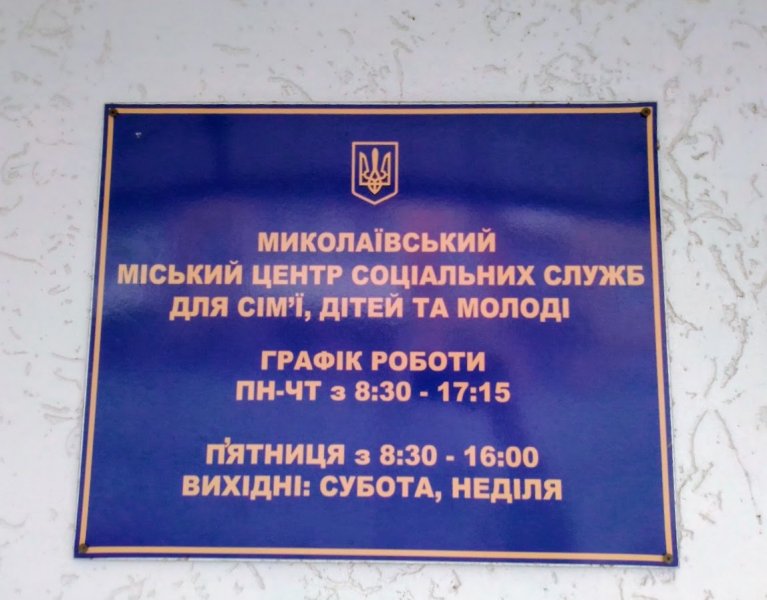 МИКОЛАЇВСЬКИЙ
МІСЬКИЙ ЦЕНТР СОЦІАЛЬНИХ СЛУЖБ
ДЛЯ СІМ'Ї, ДІТЕЙ ТА МОЛОДІ
ГРАФІК РОБОТИ
ПН-ЧТ з 8:30 - 17:15
П'ЯТНИЦЯ з 8:30 - 16:00
ВИХІДНІ: СУБОТА, НЕДІЛЯ